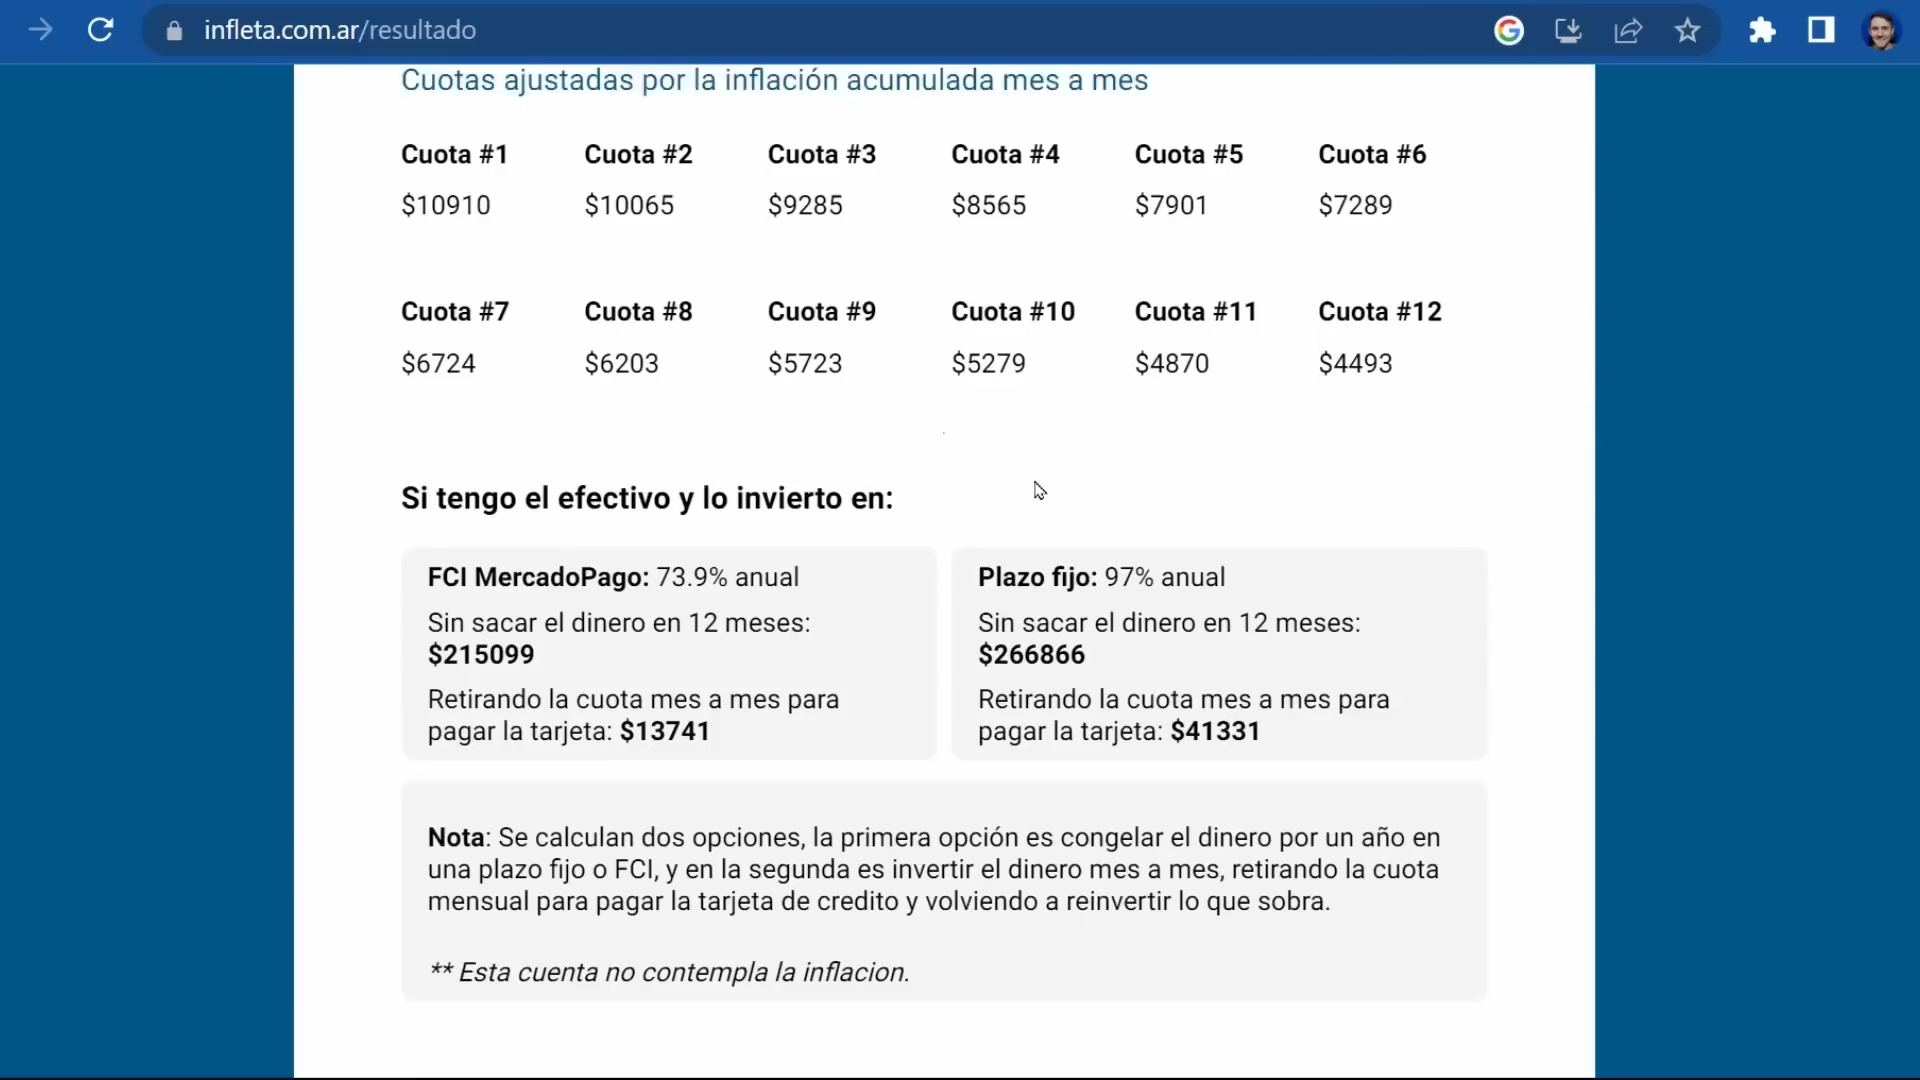 infleta.com.ar/resultado
Cuotas ajustadas por la inflación acumulada mes a mes
Cuota #1 Cuota #2 Cuota #3 Cuota #4 Cuota #5 Cuota #6
$10910 $10065 $9285 $8565 $7901 $7289
Cuota #7 Cuota #8 Cuota #9 Cuota #10 Cuota #11 Cuota #12
$6724 $6203 $5723 $5279 $4870 $4493
Si tengo el efectivo y lo invierto en:
FCI MercadoPago: 73.9% anual
Sin sacar el dinero en 12 meses:
$215099
Retirando la cuota mes a mes para
pagar la tarjeta: $13741
Plazo fijo: 97% anual
Sin sacar el dinero en 12 meses:
$266866
Retirando la cuota mes a mes para
pagar la tarjeta: $41331
Nota: Se calculan dos opciones, la primera opción es congelar el dinero por un año en
una plazo fijo o FCI, y en la segunda es invertir el dinero mes a mes, retirando la cuota
mensual para pagar la tarjeta de credito y volviendo a reinvertir lo que sobra.
** Esta cuenta no contempla la inflacion.